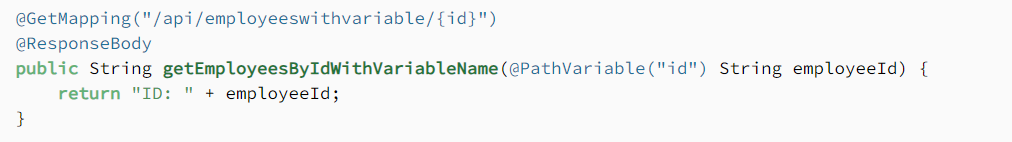 @GetMapping("/api/employeeswithvariable/{id}")
@ResponseBody
public String getEmployeesByIdWithVariableName(@PathVariable("id") String employeeId) {
    return "ID: " + employeeId;
}